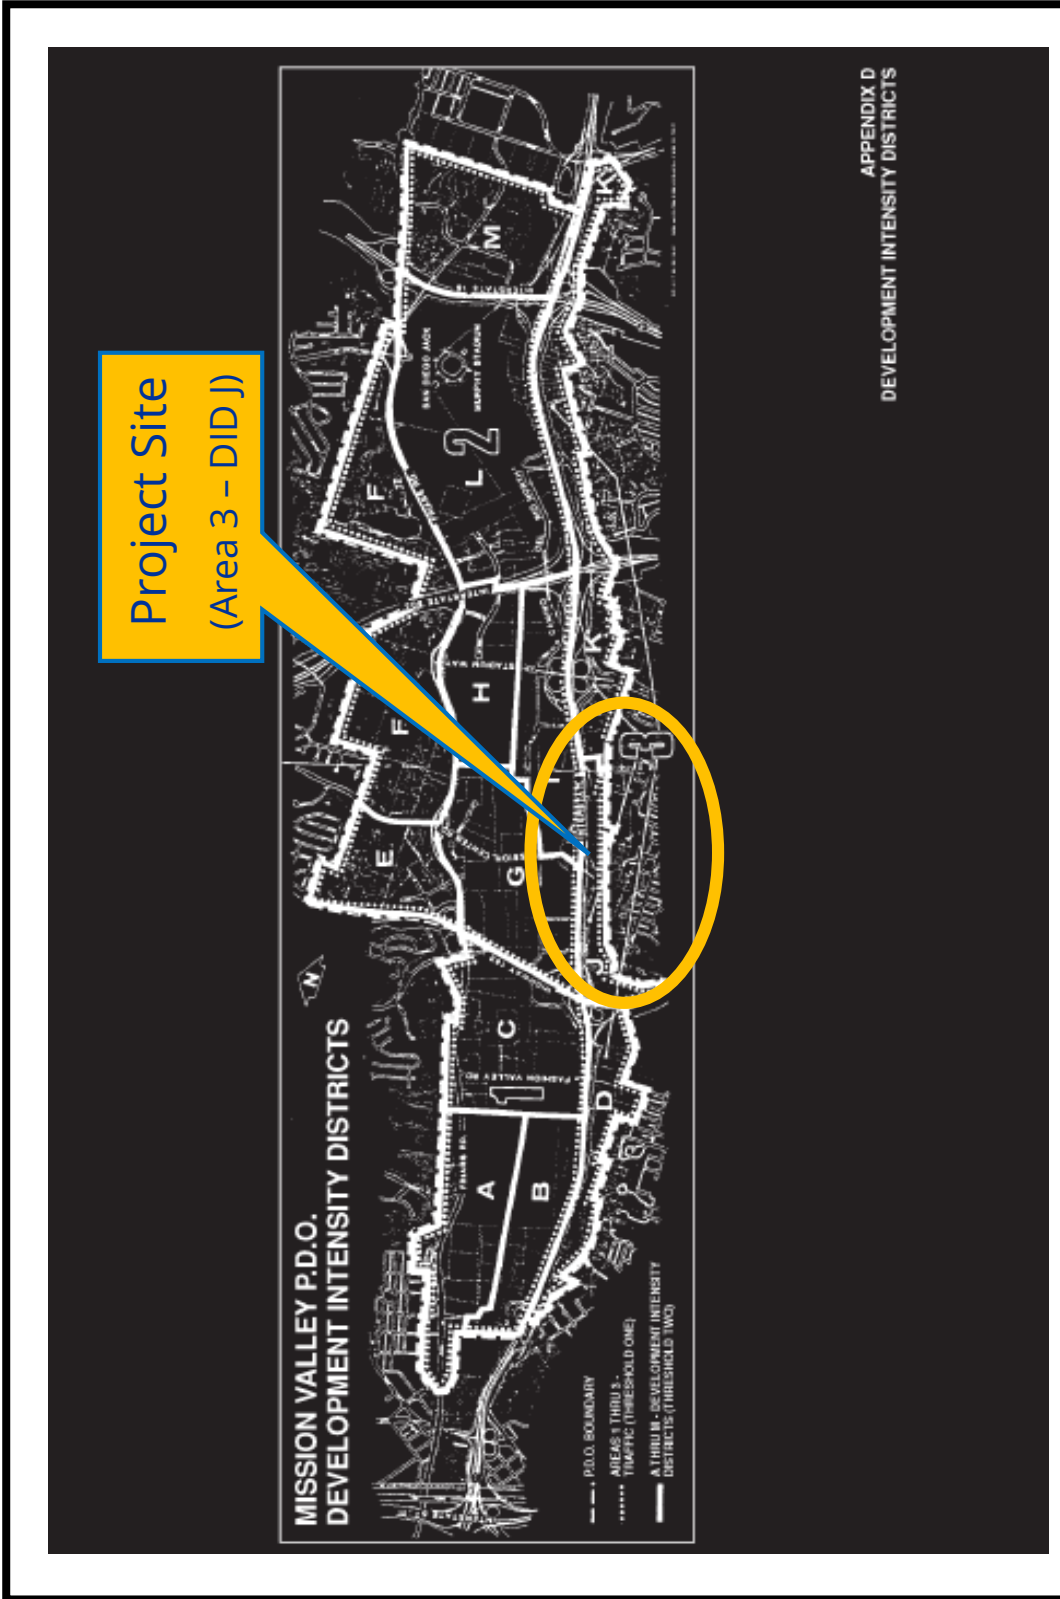 APPENDIX D
DEVELOPMENT INTENSITY DISTRICTS
Project Site
(Area 3 – DID J)
MISSION VALLEY P.D.O.
DEVELOPMENT INTENSITY DISTRICTS
N
A
B
C
D
E
F
F
G
H
I
J
K
K
L
M
1
2
3
SAN DIEGO JACK
MURPHY STADIUM
STADIUM WAY
FASHION VALLEY RD.
FRIARS RD.
P.D.O. BOUNDARY
AREAS 1 THRU 3 -
TRAFFIC (THRESHOLD ONE)
A THRU M - DEVELOPMENT INTENSITY
DISTRICTS (THRESHOLD TWO)